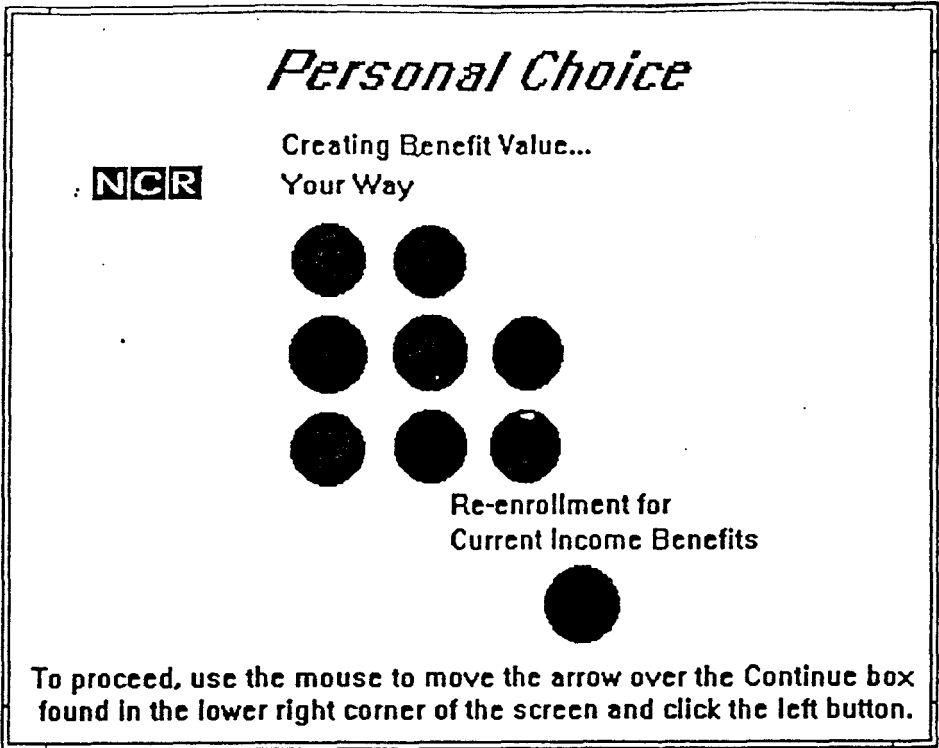 Personal Choice
Creating Benefit Value...
NCR
Your Way
Re-enrollment for
Current Income Benefits
To proceed, use the mouse to move the arrow over the Continue box
found in the lower right corner of the screen and click the left button.